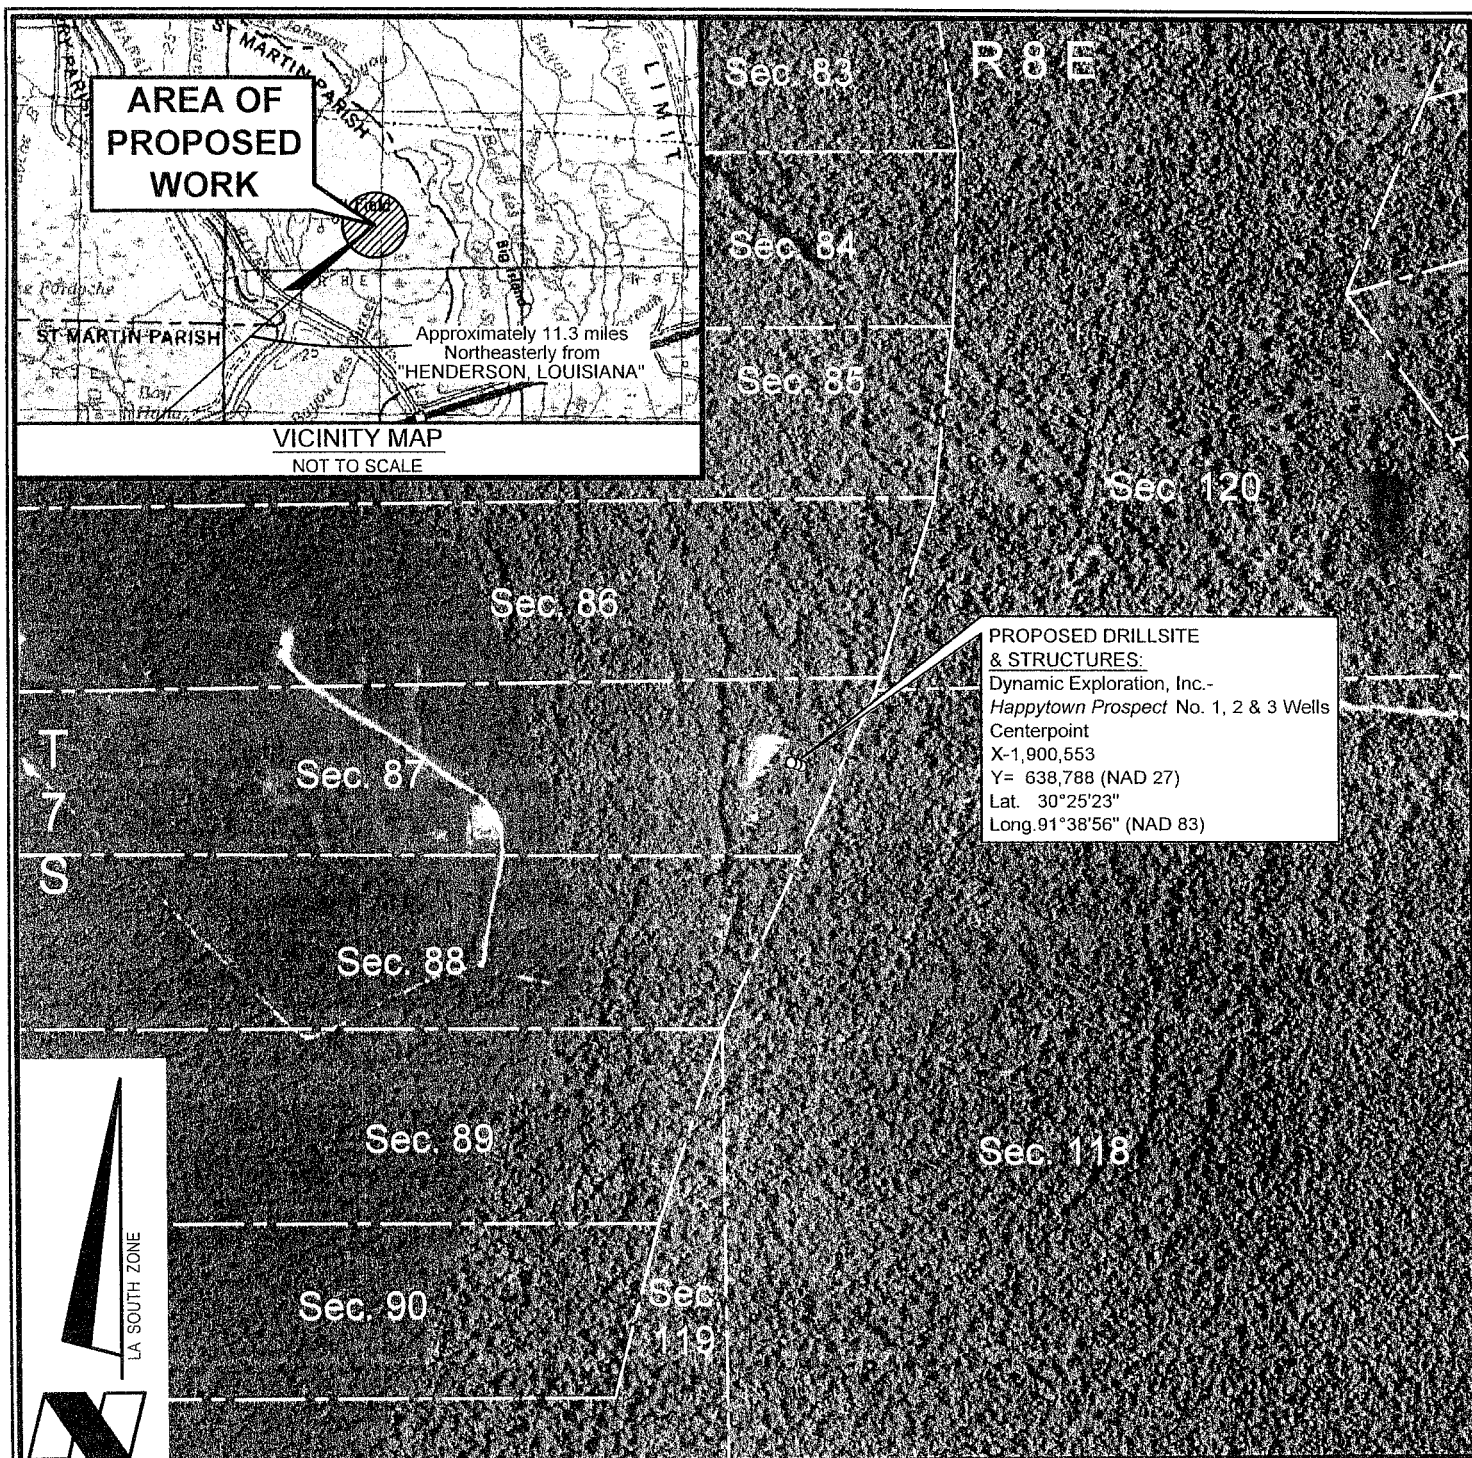 ST MARTIN PARISH
LIMIT
AREA OF
PROPOSED
WORK
Field
ST MARTIN PARISH
25
Approximately 11.3 miles
Northeasterly from
"HENDERSON, LOUISIANA"
VICINITY MAP
NOT TO SCALE
R 8 E
Sec. 83
Sec. 84
Sec. 85
Sec. 120
Sec. 86
PROPOSED DRILLSITE
& STRUCTURES:
Dynamic Exploration, Inc.-
Happytown Prospect No. 1, 2 & 3 Wells
Centerpoint
X-1,900,553
Y= 638,788 (NAD 27)
Lat. 30°25'23"
Long.91°38'56" (NAD 83)
T
7
S
Sec. 87
Sec. 88
Sec. 89
Sec. 118
Sec. 90
Sec
119
LA SOUTH ZONE
N